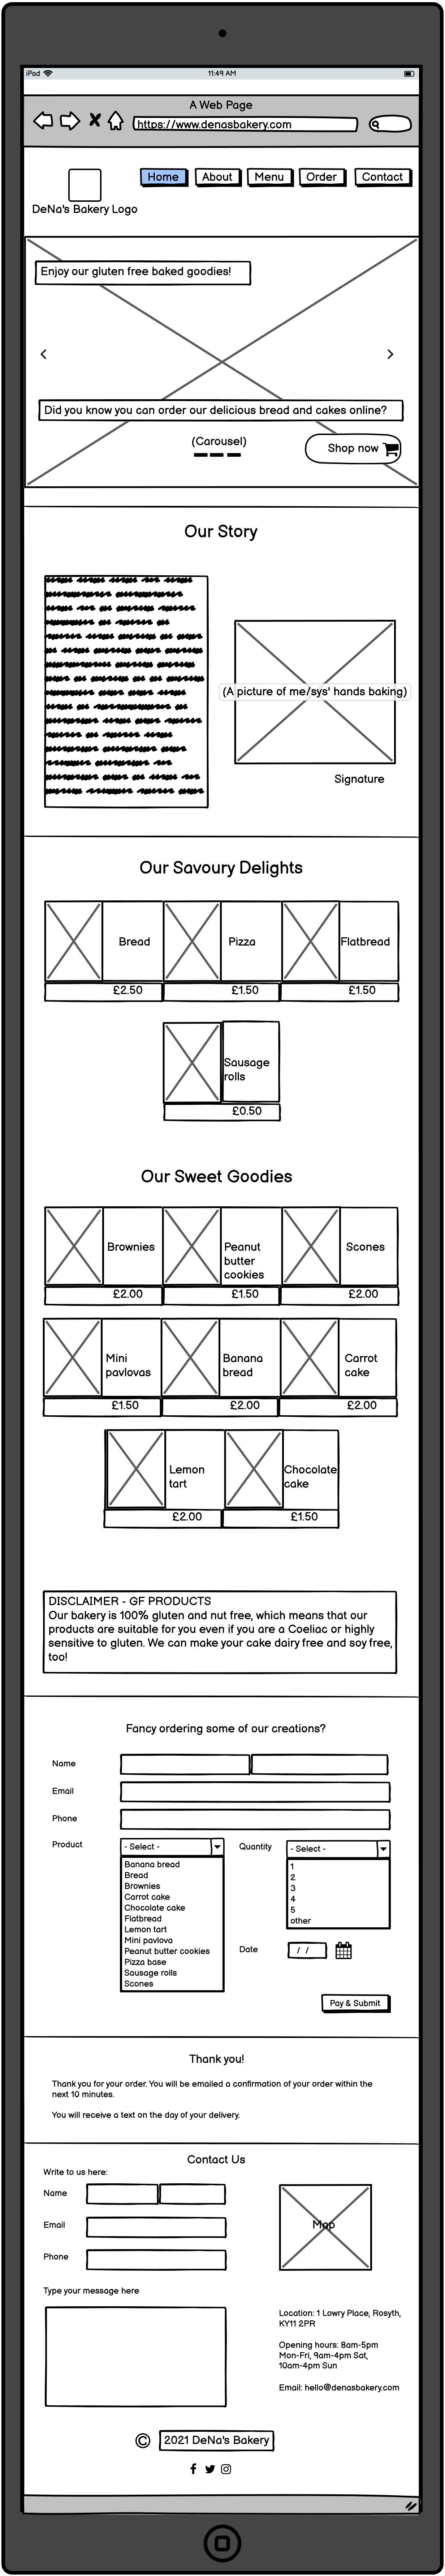 iPad
11:49 AM
A Web Page
https://www.denasbakery.com
Home About Menu Order Contact
DeNa's Bakery Logo
Enjoy our gluten free baked goodies!
Did you know you can order our delicious bread and cakes online?
(Carousel)
Shop now
Our Story
(A picture of me/sys' hands baking)
Signature
Our Savoury Delights
Bread Pizza Flatbread
£2.50 £1.50 £1.50
Sausage
rolls
£0.50
Our Sweet Goodies
Brownies
Peanut
butter
cookies
Scones
£2.00 £1.50 £2.00
Mini
pavlovas
Banana
bread
Carrot
cake
£1.50 £2.00 £2.00
Lemon
tart
Chocolate
cake
£2.00 £1.50
DISCLAIMER - GF PRODUCTS
Our bakery is 100% gluten and nut free, which means that our
products are suitable for you even if you are a Coeliac or highly
sensitive to gluten. We can make your cake dairy free and soy free,
too!
Fancy ordering some of our creations?
Name
Email
Phone
Product
- Select -
Banana bread
Bread
Brownies
Carrot cake
Chocolate cake
Flatbread
Lemon tart
Mini pavlova
Peanut butter cookies
Pizza base
Sausage rolls
Scones
Quantity
- Select -
1
2
3
4
5
other
Date
/ /
Pay & Submit
Thank you!
Thank you for your order. You will be emailed a confirmation of your order within the
next 10 minutes.
You will receive a text on the day of your delivery.
Contact Us
Write to us here:
Name
Email
Phone
Type your message here
Map
Location: 1 Lowry Place, Rosyth,
KY11 2PR
Opening hours: 8am-5pm
Mon-Fri, 9am-4pm Sat,
10am-4pm Sun
Email: hello@denasbakery.com
© 2021 DeNa's Bakery